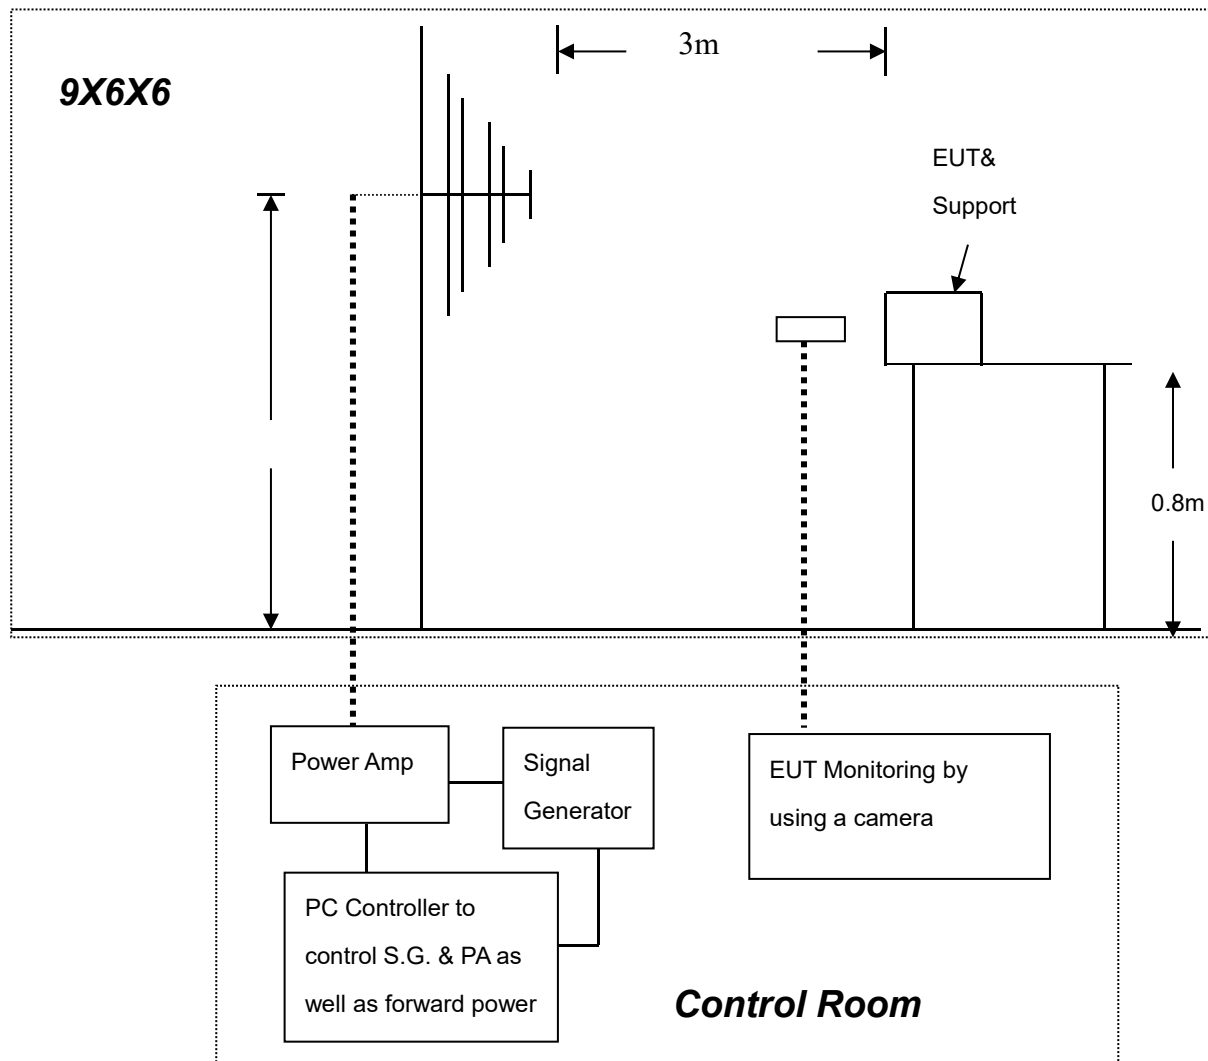 3m
9X6X6
EUT&
Support
0.8m
Power Amp
Signal
Generator
EUT Monitoring by
using a camera
PC Controller to
control S.G. & PA as
well as forward power
Control Room